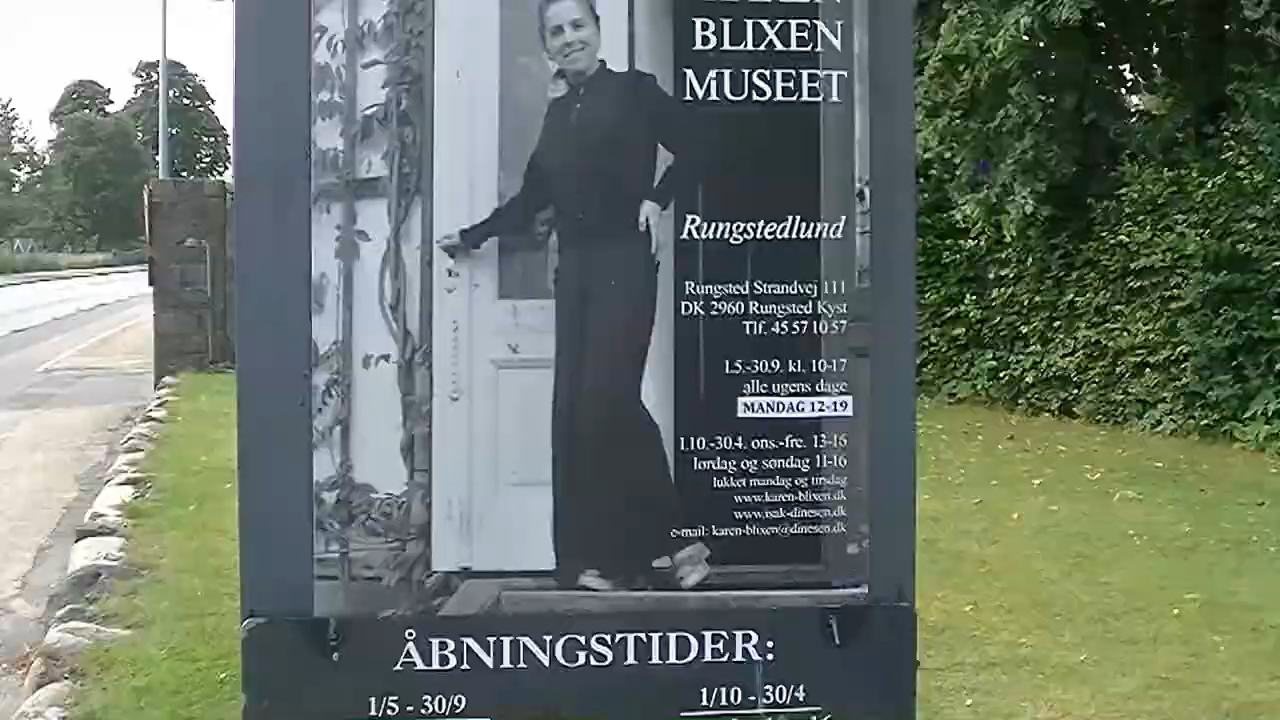 BLIXEN
MUSEET
Rungstedlund
Rungsted Strandvej 111
DK 2960 Rungsted Kyst
Tlf. 45 57 10 57
1.5.-30.9. kl. 10-17
alle ugens dage
MANDAG 12-19
1.10.-30.4. ons.-fre. 13-16
lørdag og søndag 11-16
lukket mandag og tirsdag
www.karen-blixen.dk
www.isak-dinesen.dk
e-mail: karen-blixen@dinesen.dk
ÅBNINGSTIDER:
1/5 - 30/9 1/10 - 30/4